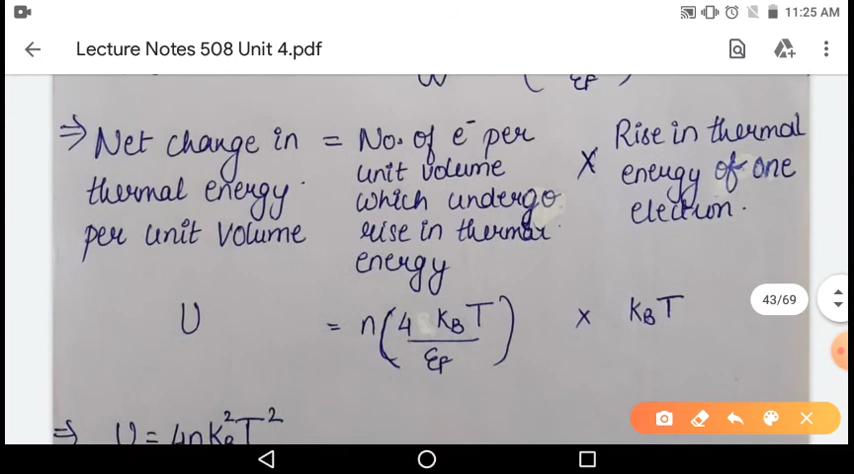 11:25 AM
Lecture Notes 508 Unit 4.pdf
⇒ Net change in = No. of e⁻ per × Rise in thermal
thermal energy unit volume energy of one
per unit volume which undergo electron.
rise in thermal
energy
U = n(4 KBT / EF) × KBT
43/69
⇒ U = 4nKB²T²